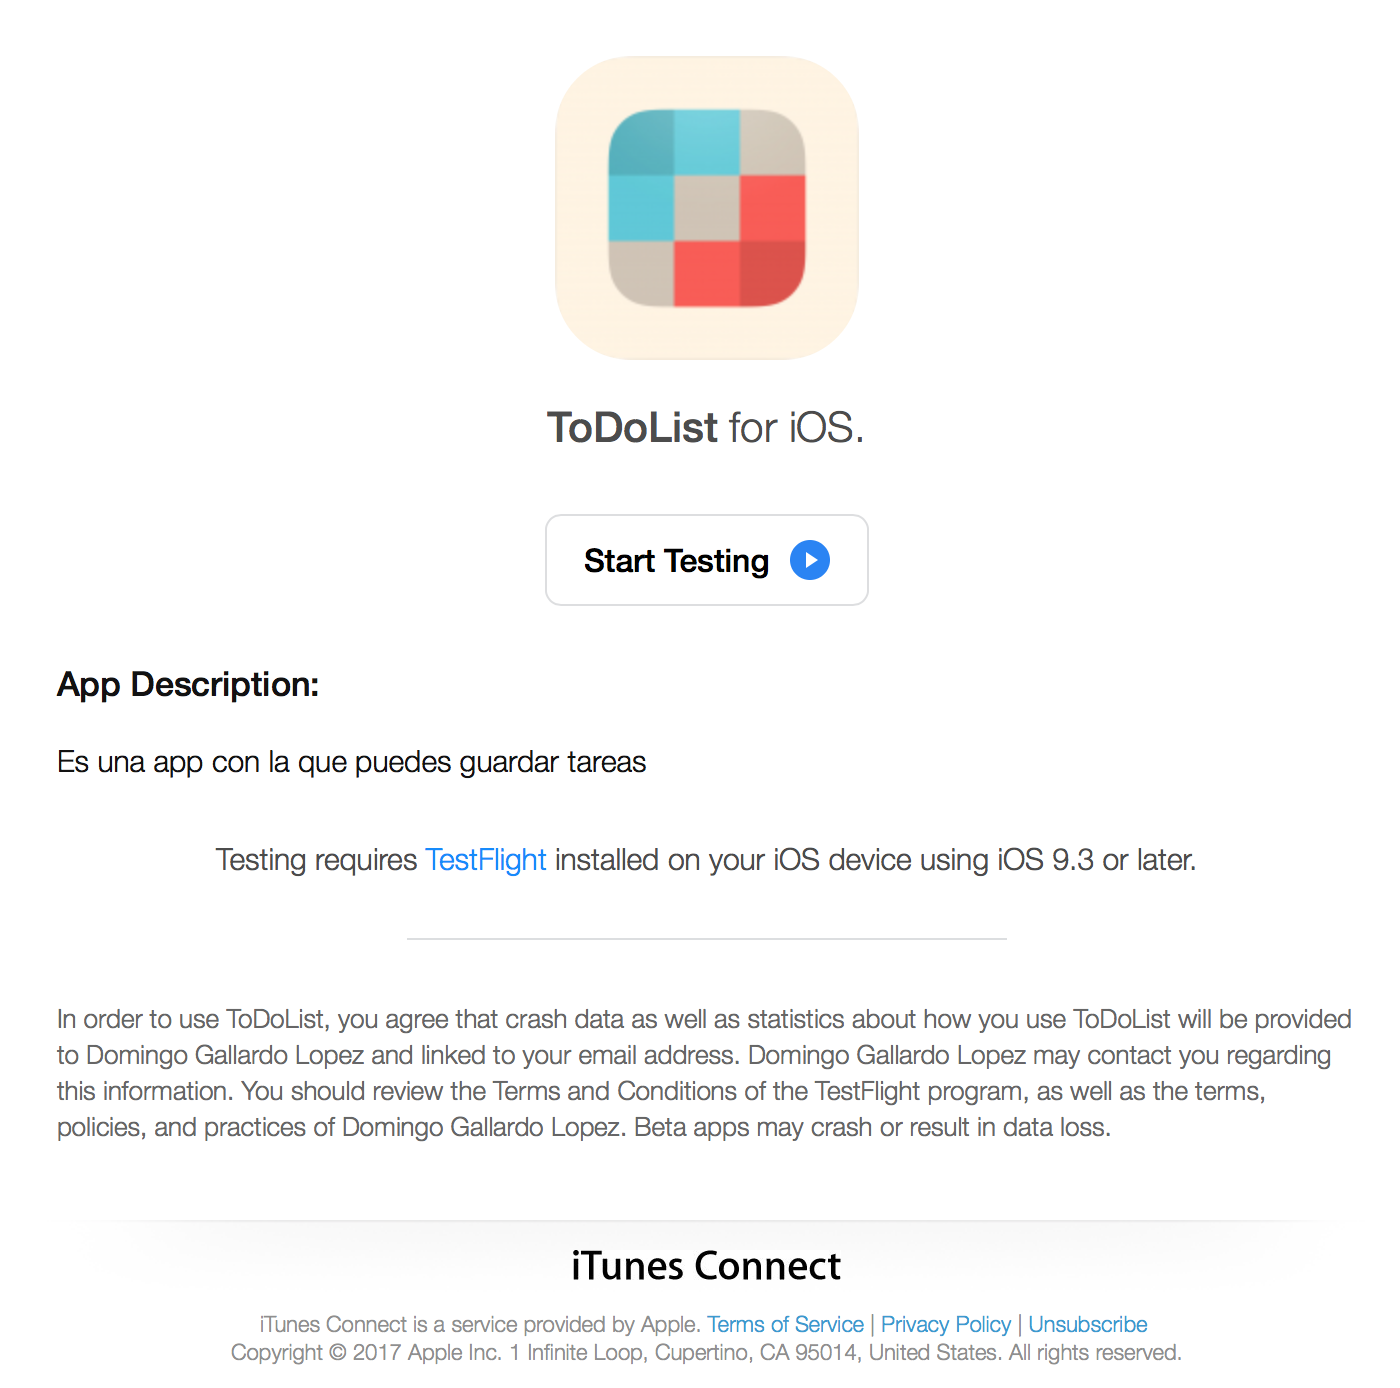 ToDoList for iOS.
Start Testing
App Description:
Es una app con la que puedes guardar tareas
Testing requires TestFlight installed on your iOS device using iOS 9.3 or later.
In order to use ToDoList, you agree that crash data as well as statistics about how you use ToDoList will be provided
to Domingo Gallardo Lopez and linked to your email address. Domingo Gallardo Lopez may contact you regarding
this information. You should review the Terms and Conditions of the TestFlight program, as well as the terms,
policies, and practices of Domingo Gallardo Lopez. Beta apps may crash or result in data loss.
iTunes Connect
iTunes Connect is a service provided by Apple. Terms of Service | Privacy Policy | Unsubscribe
Copyright © 2017 Apple Inc. 1 Infinite Loop, Cupertino, CA 95014, United States. All rights reserved.